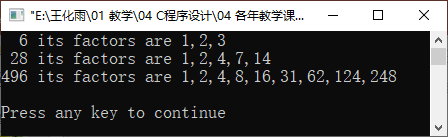 "E:\王化雨\01 教学\04 C程序设计\04 各年教学课...
  6 its factors are 1,2,3
 28 its factors are 1,2,4,7,14
496 its factors are 1,2,4,8,16,31,62,124,248
Press any key to continue